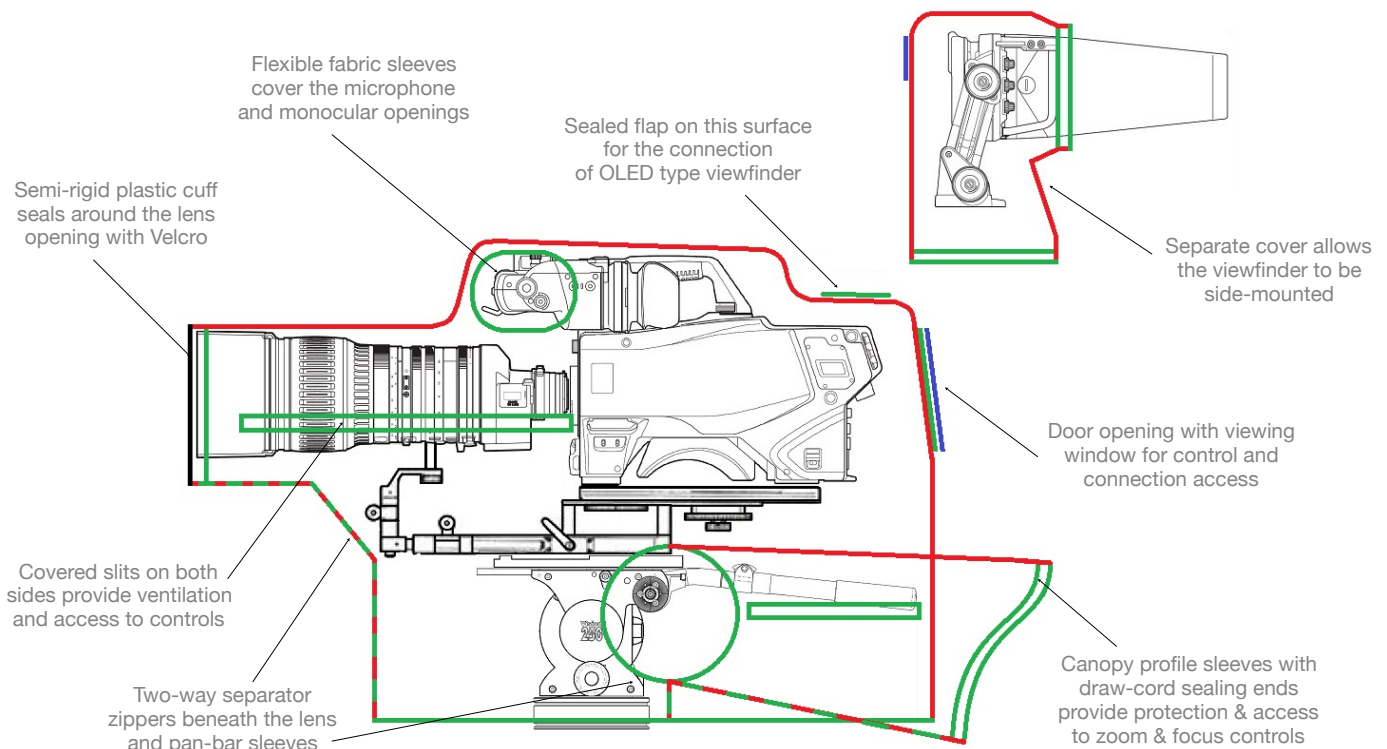 Flexible fabric sleeves
cover the microphone
and monocular openings
Sealed flap on this surface
for the connection
of OLED type viewfinder
Semi-rigid plastic cuff
seals around the lens
opening with Velcro
Separate cover allows
the viewfinder to be
side-mounted
Door opening with viewing
window for control and
connection access
Covered slits on both
sides provide ventilation
and access to controls
250
Two-way separator
zippers beneath the lens
and pan-bar sleeves
Canopy profile sleeves with
draw-cord sealing ends
provide protection & access
to zoom & focus controls